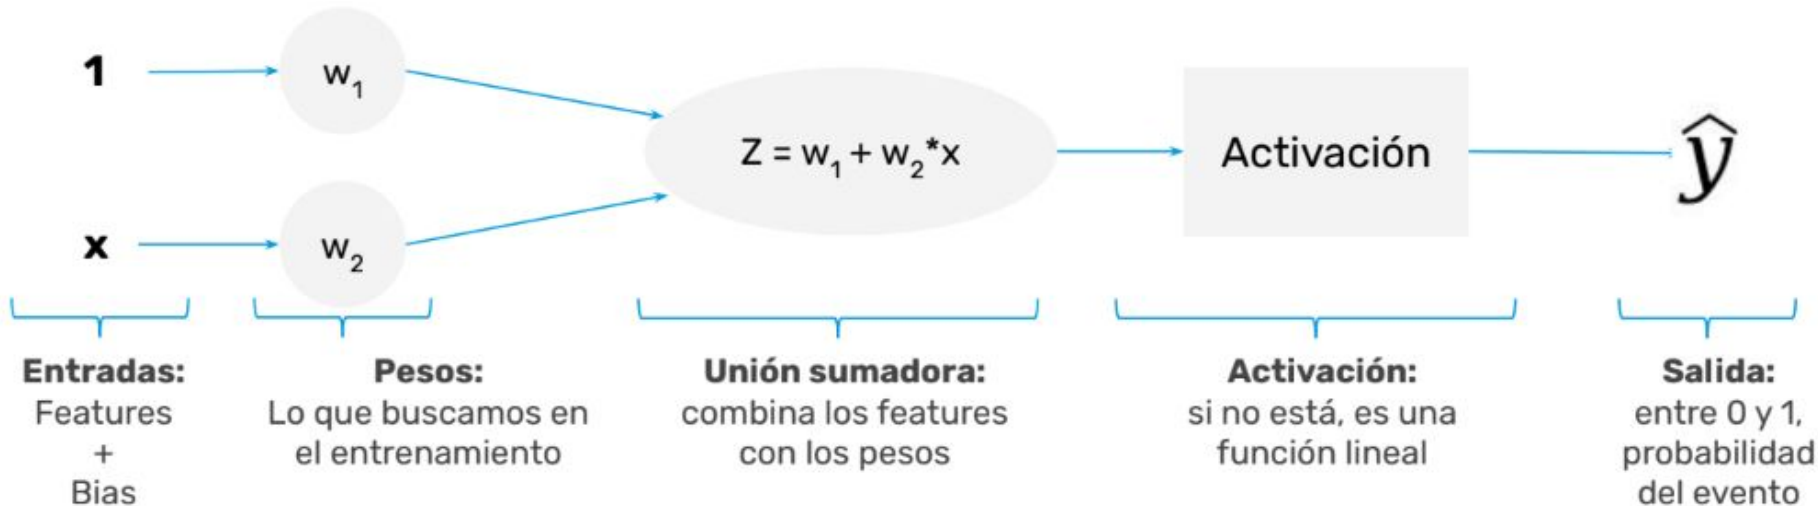 1
w₁
x
w₂
Z = w₁ + w₂*x
Activación
ŷ
Entradas:
Features
+
Bias
Pesos:
Lo que buscamos en
el entrenamiento
Unión sumadora:
combina los features
con los pesos
Activación:
si no está, es una
función lineal
Salida:
entre 0 y 1,
probabilidad
del evento